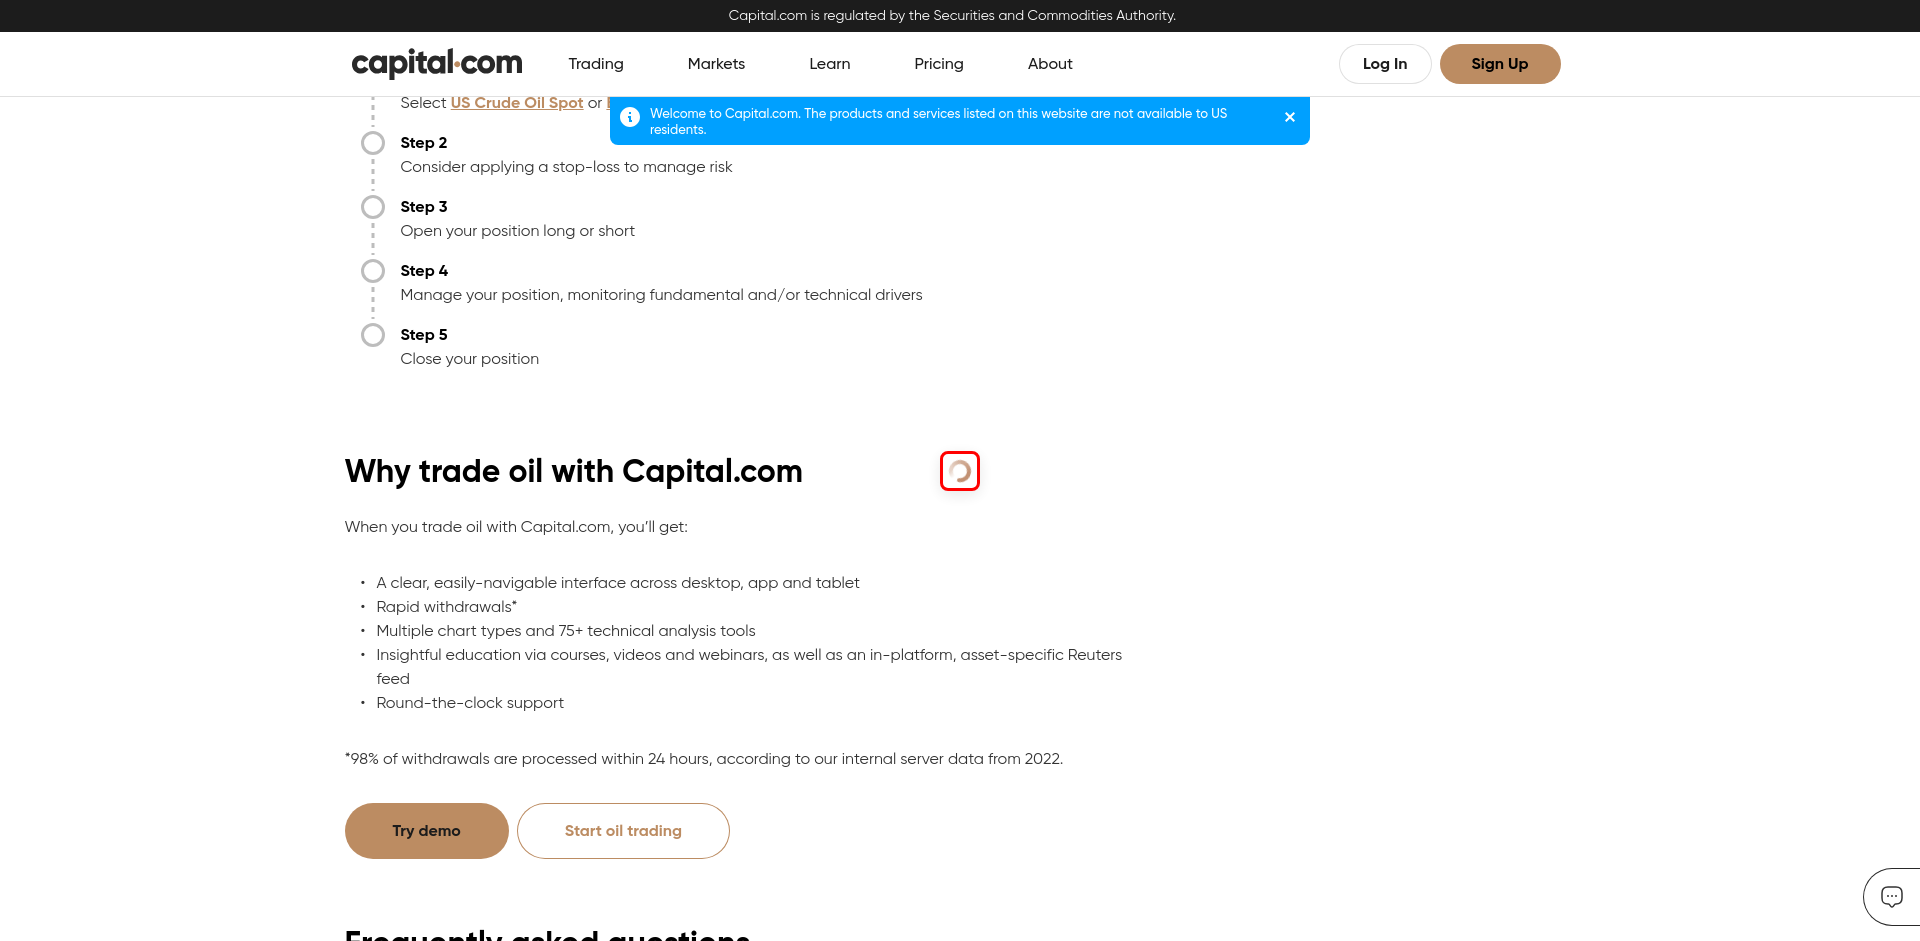 Capital.com is regulated by the Securities and Commodities Authority.
capital.com
Trading
Markets
Learn
Pricing
About
Log In
Sign Up
Select US Crude Oil Spot or
Welcome to Capital.com. The products and services listed on this website are not available to US
residents.
Step 2
Consider applying a stop-loss to manage risk
Step 3
Open your position long or short
Step 4
Manage your position, monitoring fundamental and/or technical drivers
Step 5
Close your position
Why trade oil with Capital.com
When you trade oil with Capital.com, you’ll get:
• A clear, easily-navigable interface across desktop, app and tablet
• Rapid withdrawals*
• Multiple chart types and 75+ technical analysis tools
• Insightful education via courses, videos and webinars, as well as an in-platform, asset-specific Reuters
feed
• Round-the-clock support
*98% of withdrawals are processed within 24 hours, according to our internal server data from 2022.
Try demo
Start oil trading
Frequently asked questions